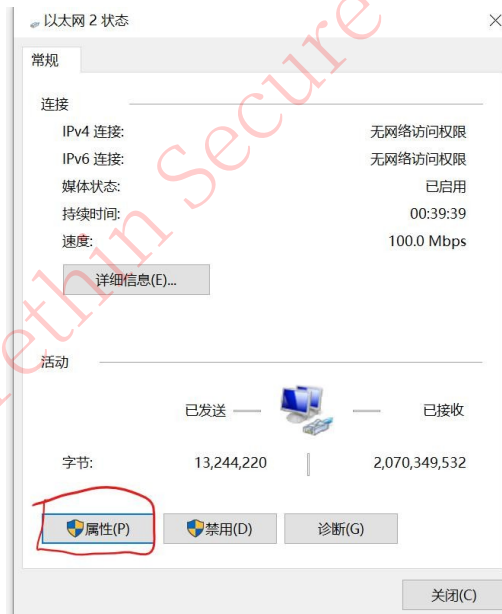 以太网 2 状态
常规
连接
IPv4 连接: 无网络访问权限
IPv6 连接: 无网络访问权限
媒体状态: 已启用
持续时间: 00:39:39
速度: 100.0 Mbps
详细信息(E)...
活动
已发送 — — 已接收
字节: 13,244,220 2,070,349,532
属性(P) 禁用(D) 诊断(G)
关闭(C)
ethin Secure